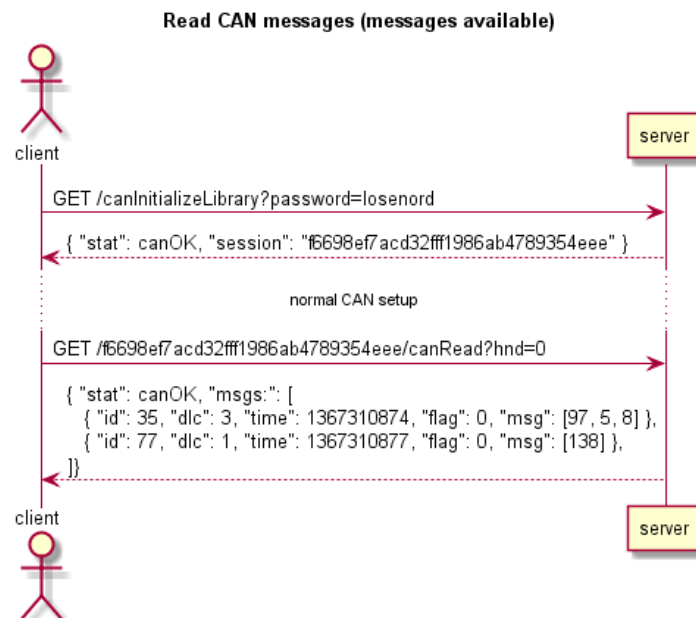 Read CAN messages (messages available)
client
server
GET /canInitializeLibrary?password=losenord
{ "stat": canOK, "session": "f6698ef7acd32fff1986ab4789354eee" }
normal CAN setup
GET /f6698ef7acd32fff1986ab4789354eee/canRead?hnd=0
{ "stat": canOK, "msgs:": [
{ "id": 35, "dlc": 3, "time": 1367310874, "flag": 0, "msg": [97, 5, 8] },
{ "id": 77, "dlc": 1, "time": 1367310877, "flag": 0, "msg": [138] },
]}
client
server